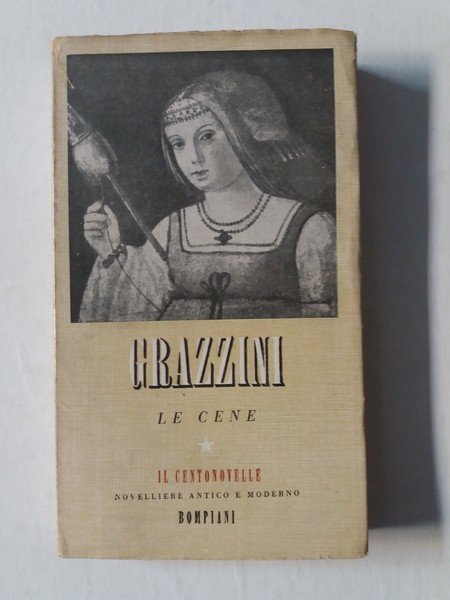 GRAZZINI
LE CENE
IL CENTONOVELLE
NOVELLIERE ANTICO E MODERNO
BOMPIANI